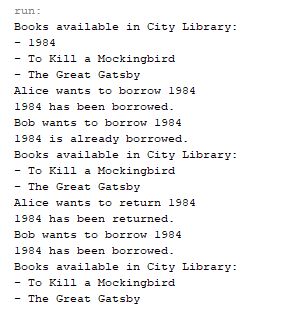 run:
Books available in City Library:
- 1984
- To Kill a Mockingbird
- The Great Gatsby
Alice wants to borrow 1984
1984 has been borrowed.
Bob wants to borrow 1984
1984 is already borrowed.
Books available in City Library:
- To Kill a Mockingbird
- The Great Gatsby
Alice wants to return 1984
1984 has been returned.
Bob wants to borrow 1984
1984 has been borrowed.
Books available in City Library:
- To Kill a Mockingbird
- The Great Gatsby